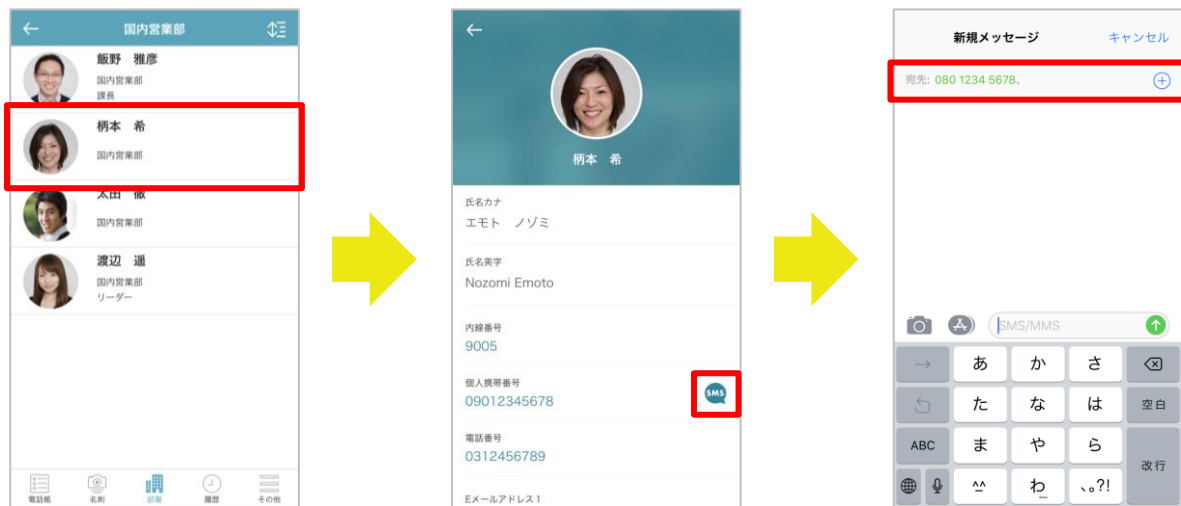 国内営業部
飯野 雅彦
国内営業部
課長
柄本 希
国内営業部
太田 徹
国内営業部
渡辺 遥
国内営業部
リーダー
電話帳
名刺
部署
履歴
その他
柄本 希
氏名カナ
エモト ノゾミ
氏名英字
Nozomi Emoto
内線番号
9005
個人携帯番号
09012345678
SMS
電話番号
0312456789
Eメールアドレス1
新規メッセージ
キャンセル
宛先: 080 1234 5678、
SMS/MMS
→ あ か さ
た な は 空白
ABC ま や ら
改行
^^ わ_ 、。?!